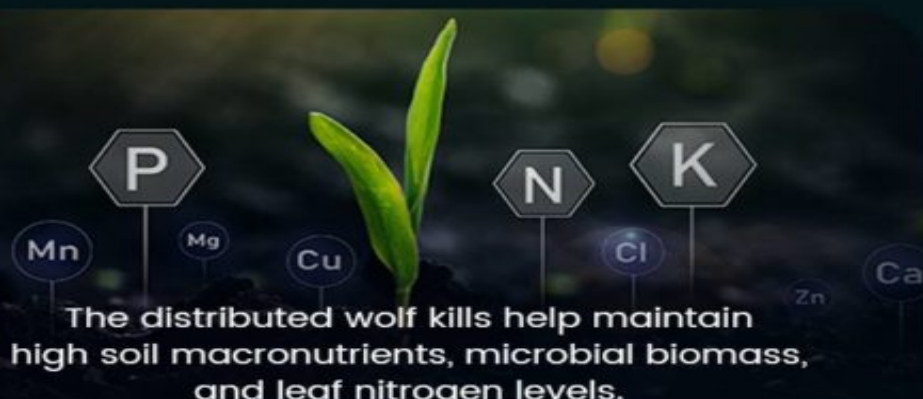 P
N
K
Mn
Mg
Cu
Cl
Zn
Ca
The distributed wolf kills help maintain
high soil macronutrients, microbial biomass,
and leaf nitrogen levels.